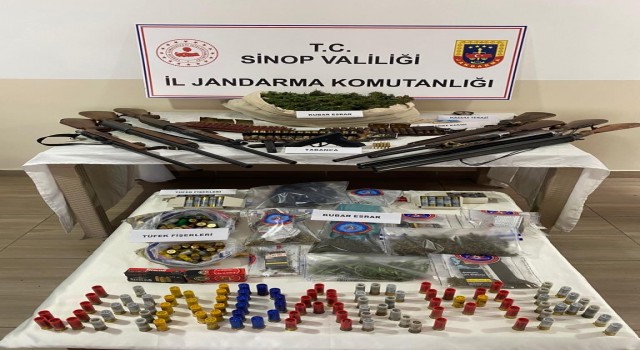 T.C.
SİNOP VALİLİĞİ
İL JANDARMA KOMUTANLIĞI
KUBAR ESRAR
HASSAS TERAZİ
TABANCA
TÜFEK FİŞEKLERİ
KUBAR ESRAR
TÜFEK FİŞEKLERİ